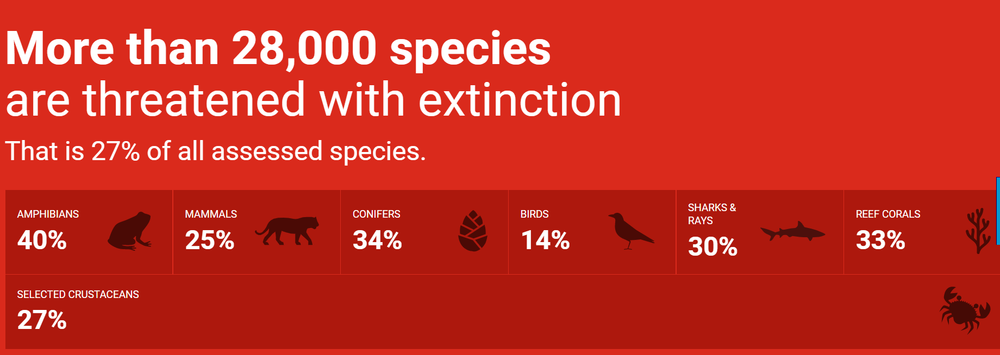 More than 28,000 species
are threatened with extinction
That is 27% of all assessed species.
AMPHIBIANS
40%
MAMMALS
25%
CONIFERS
34%
BIRDS
14%
SHARKS &
RAYS
30%
REEF CORALS
33%
SELECTED CRUSTACEANS
27%